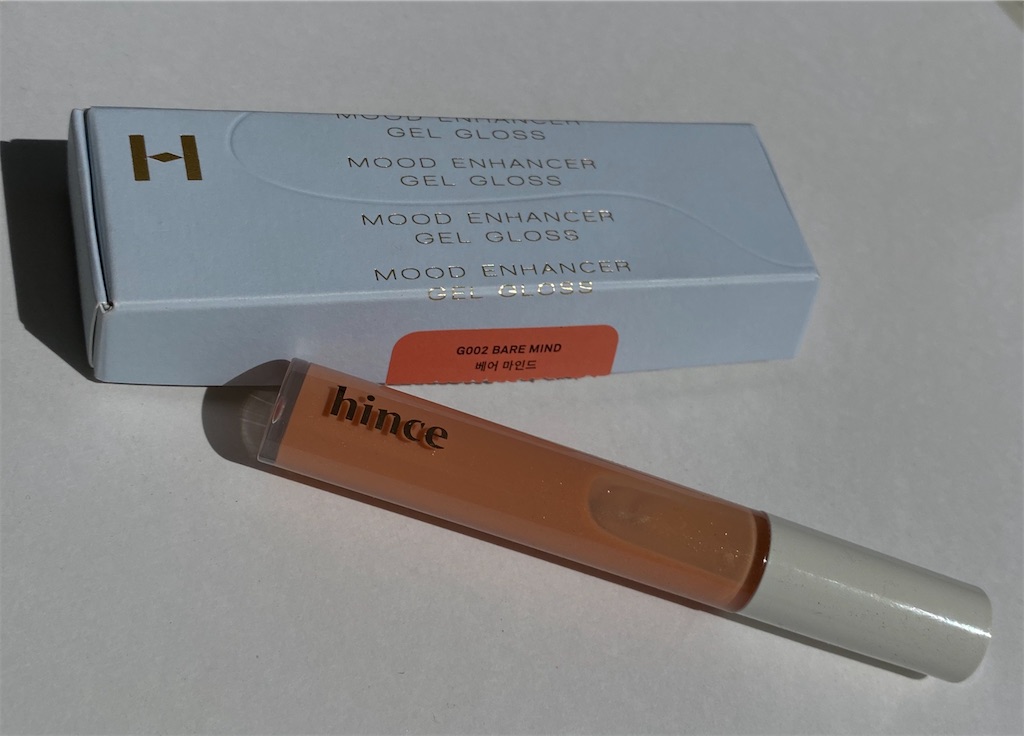 H
MOOD ENHANCER
GEL GLOSS
MOOD ENHANCER
GEL GLOSS
MOOD ENHANCER
GEL GLOSS
MOOD ENHANCER
GEL GLOSS
G002 BARE MIND
베어 마인드
hince